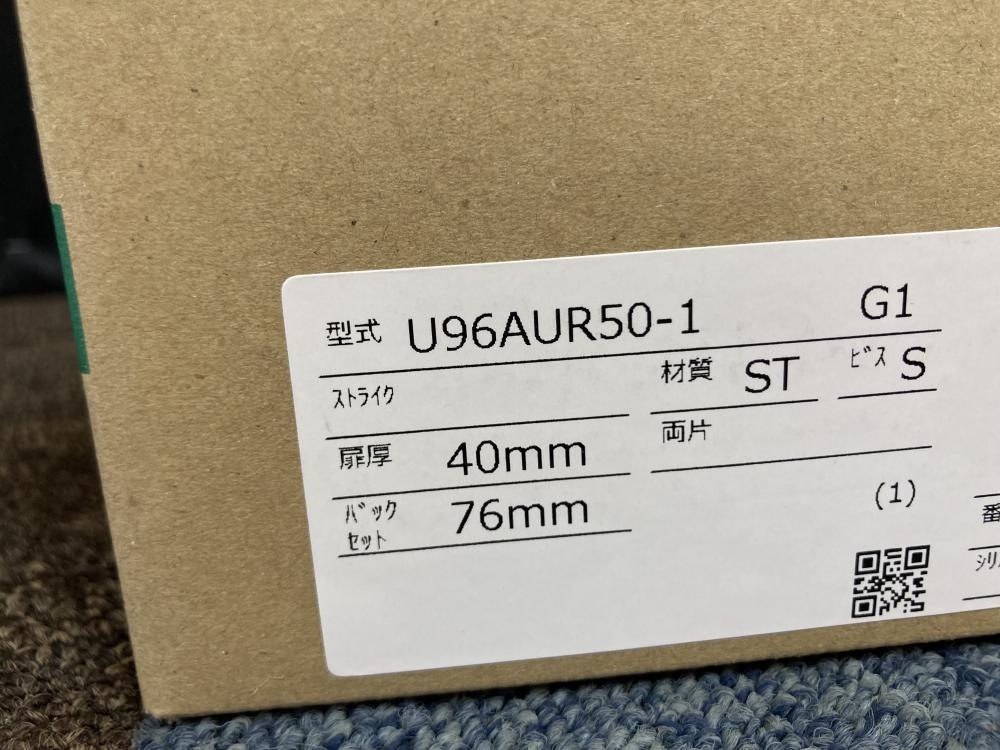 型式 U96AUR50-1 G1
ストライク 材質 ST ビス S
扉厚 40mm 両片
バックセット 76mm
(1)
番
シリ